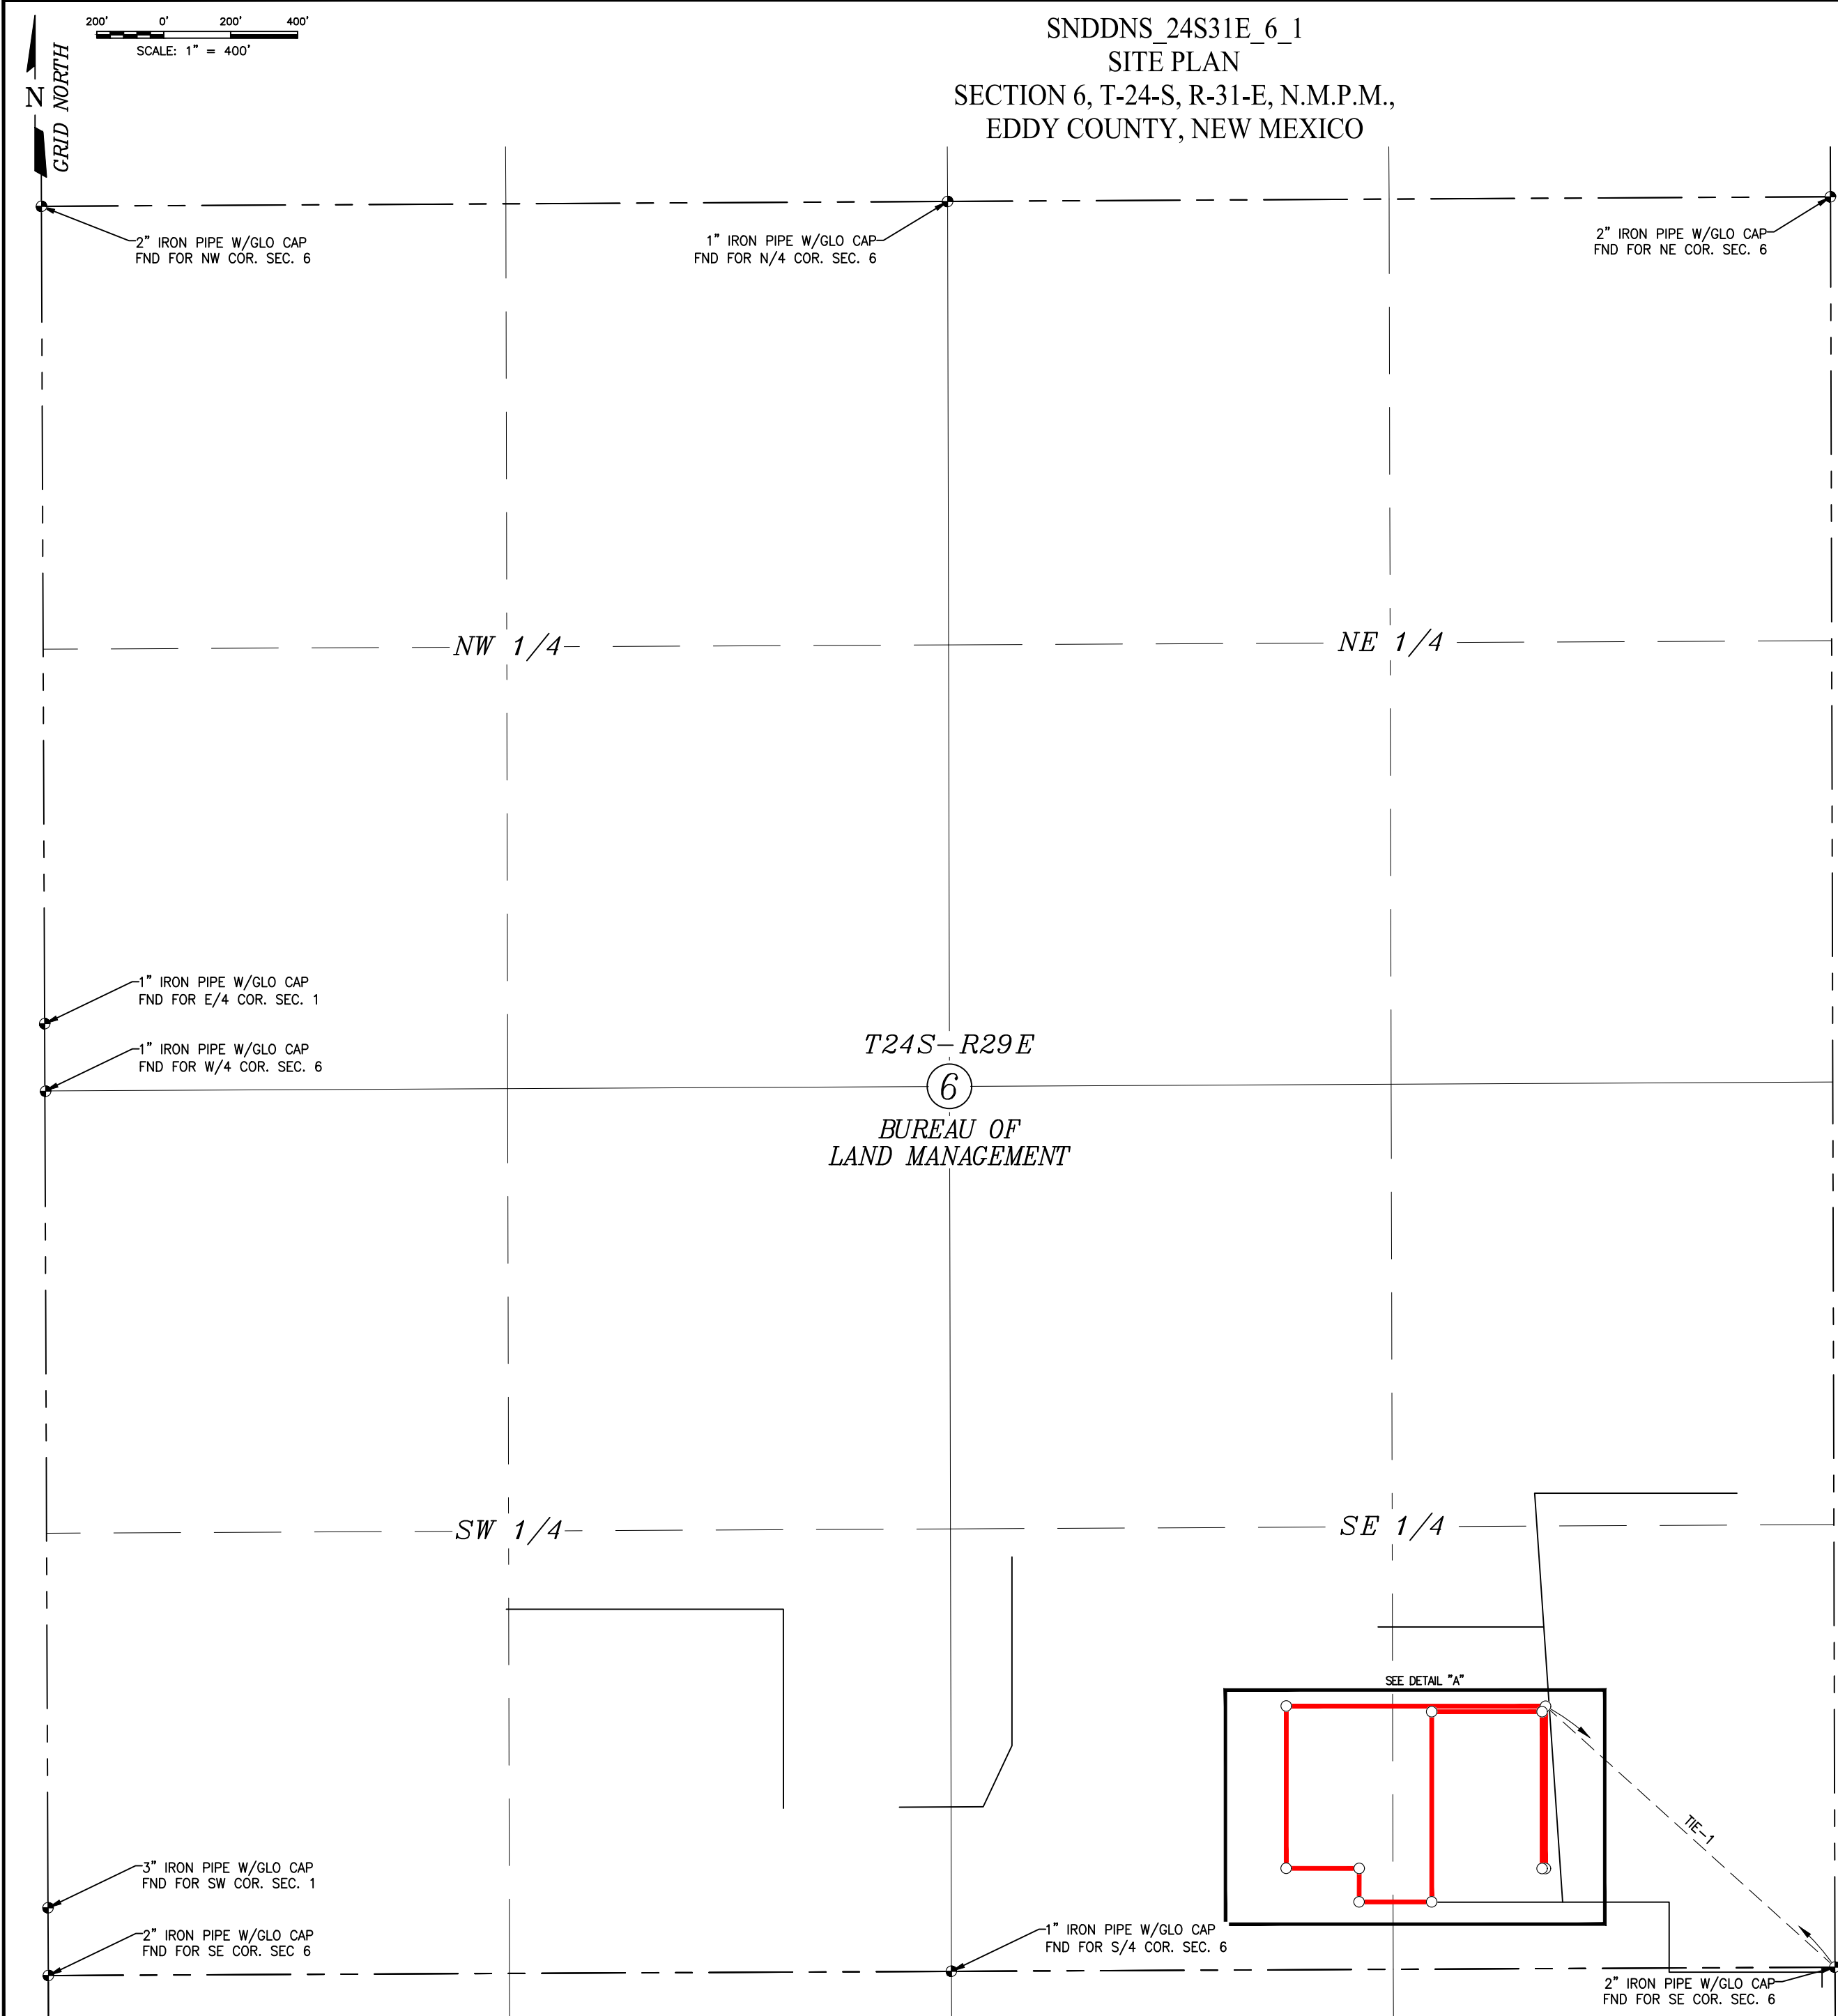 200' 0' 200' 400'
SCALE: 1" = 400'
N
GRID NORTH
SNDDNS_24S31E_6_1
SITE PLAN
SECTION 6, T-24-S, R-31-E, N.M.P.M.,
EDDY COUNTY, NEW MEXICO
2" IRON PIPE W/GLO CAP
FND FOR NW COR. SEC. 6
1" IRON PIPE W/GLO CAP
FND FOR N/4 COR. SEC. 6
2" IRON PIPE W/GLO CAP
FND FOR NE COR. SEC. 6
NW 1/4
NE 1/4
1" IRON PIPE W/GLO CAP
FND FOR E/4 COR. SEC. 1
1" IRON PIPE W/GLO CAP
FND FOR W/4 COR. SEC. 6
T24S-R29E
6
BUREAU OF
LAND MANAGEMENT
SW 1/4
SE 1/4
SEE DETAIL "A"
TIE-1
3" IRON PIPE W/GLO CAP
FND FOR SW COR. SEC. 1
2" IRON PIPE W/GLO CAP
FND FOR SE COR. SEC 6
1" IRON PIPE W/GLO CAP
FND FOR S/4 COR. SEC. 6
2" IRON PIPE W/GLO CAP
FND FOR SE COR. SEC. 6